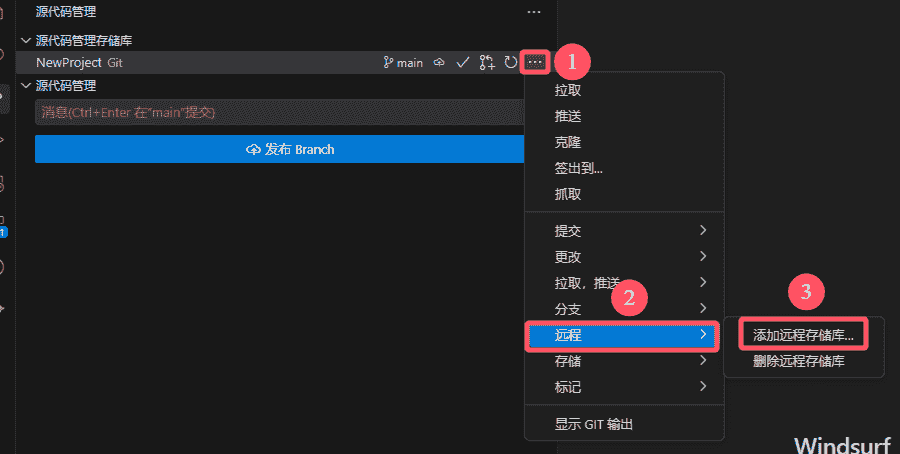 源代码管理
源代码管理存储库
NewProject Git main
1
源代码管理
消息(Ctrl+Enter 在“main”提交)
发布 Branch
拉取
推送
克隆
签出到...
抓取
提交
更改
拉取，推送
2
分支
远程
存储
标记
显示 GIT 输出
3
添加远程存储库...
删除远程存储库
Windsurf